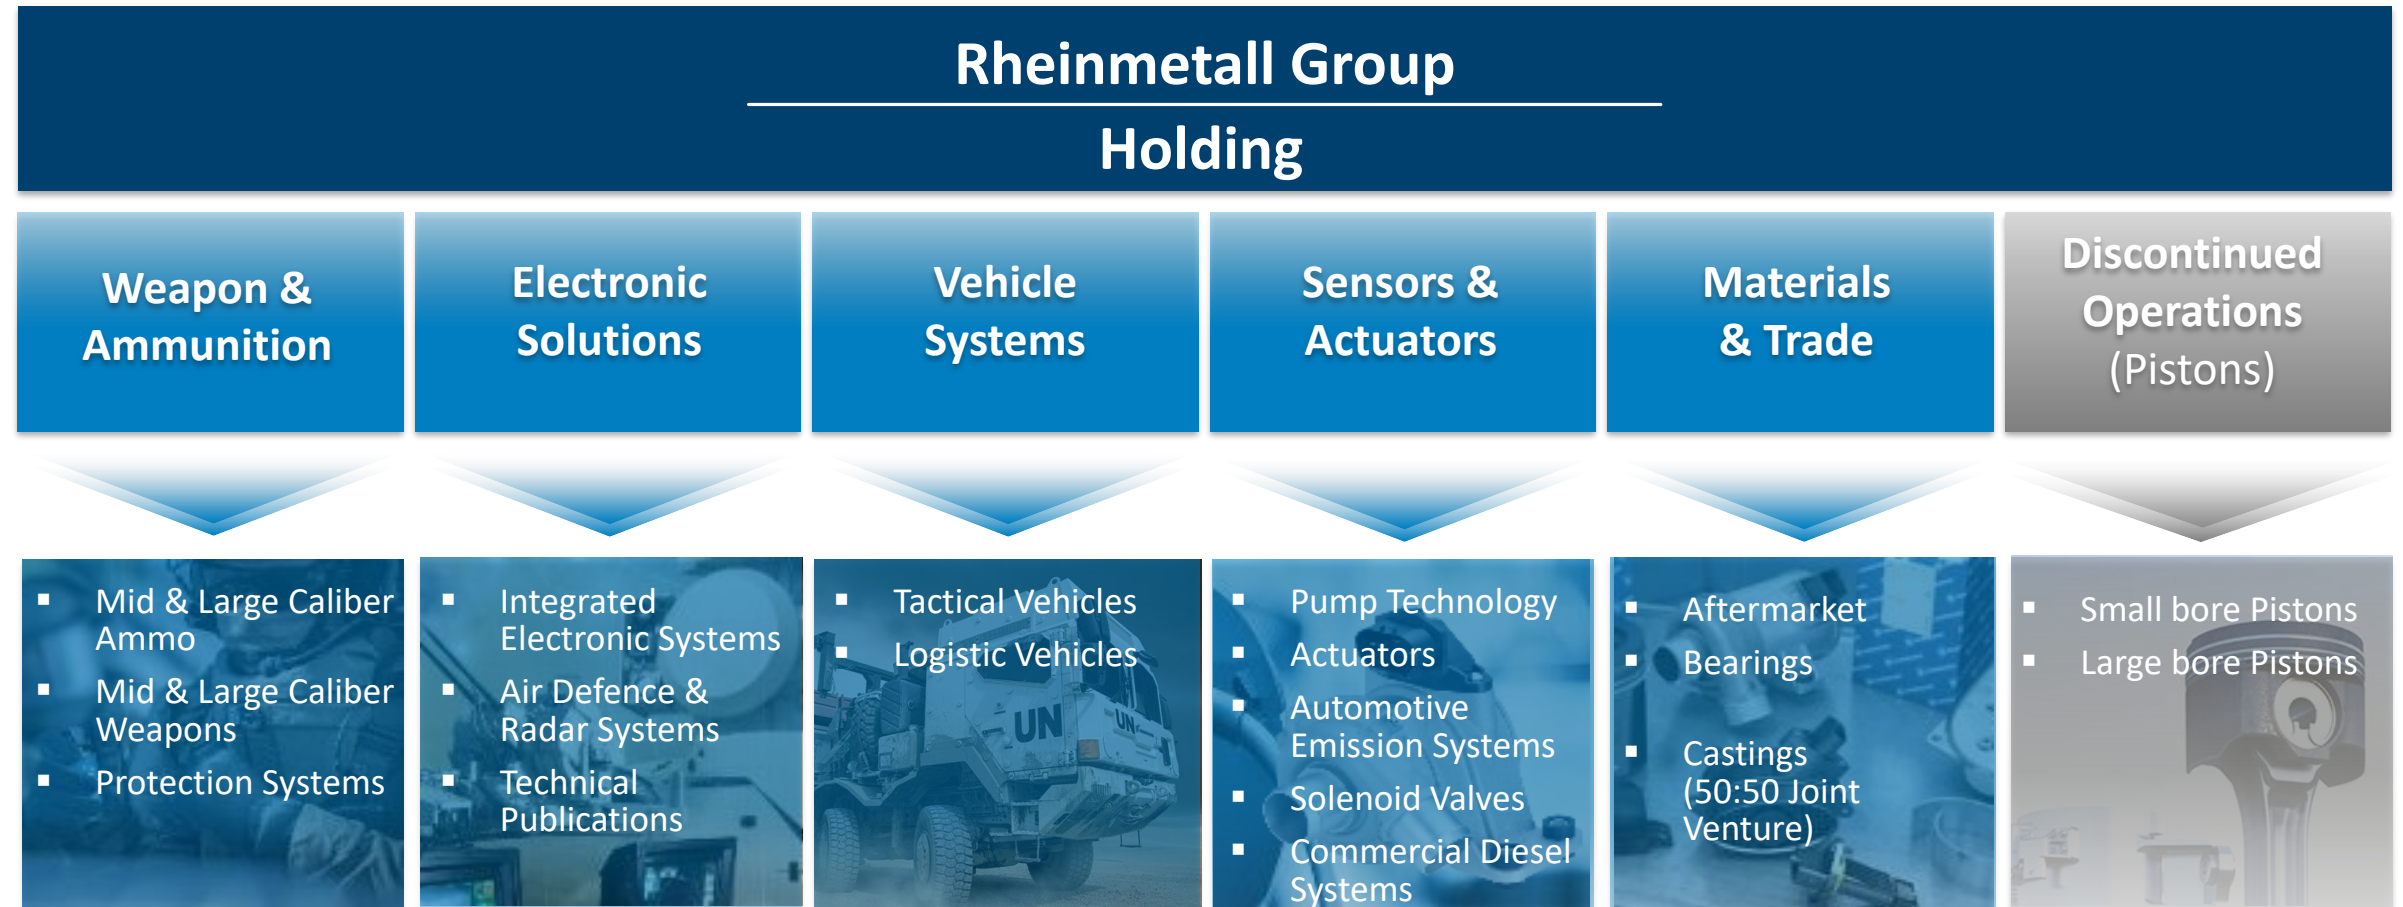 Rheinmetall Group
Holding
Weapon &
Ammunition
Electronic
Solutions
Vehicle
Systems
Sensors &
Actuators
Materials
& Trade
Discontinued
Operations
(Pistons)
▪ Mid & Large Caliber
Ammo
▪ Mid & Large Caliber
Weapons
▪ Protection Systems
▪ Integrated
Electronic Systems
▪ Air Defence &
Radar Systems
▪ Technical
Publications
▪ Tactical Vehicles
▪ Logistic Vehicles
UN
UN
▪ Pump Technology
▪ Actuators
▪ Automotive
Emission Systems
▪ Solenoid Valves
▪ Commercial Diesel
Systems
▪ Aftermarket
▪ Bearings
▪ Castings
(50:50 Joint
Venture)
▪ Small bore Pistons
▪ Large bore Pistons